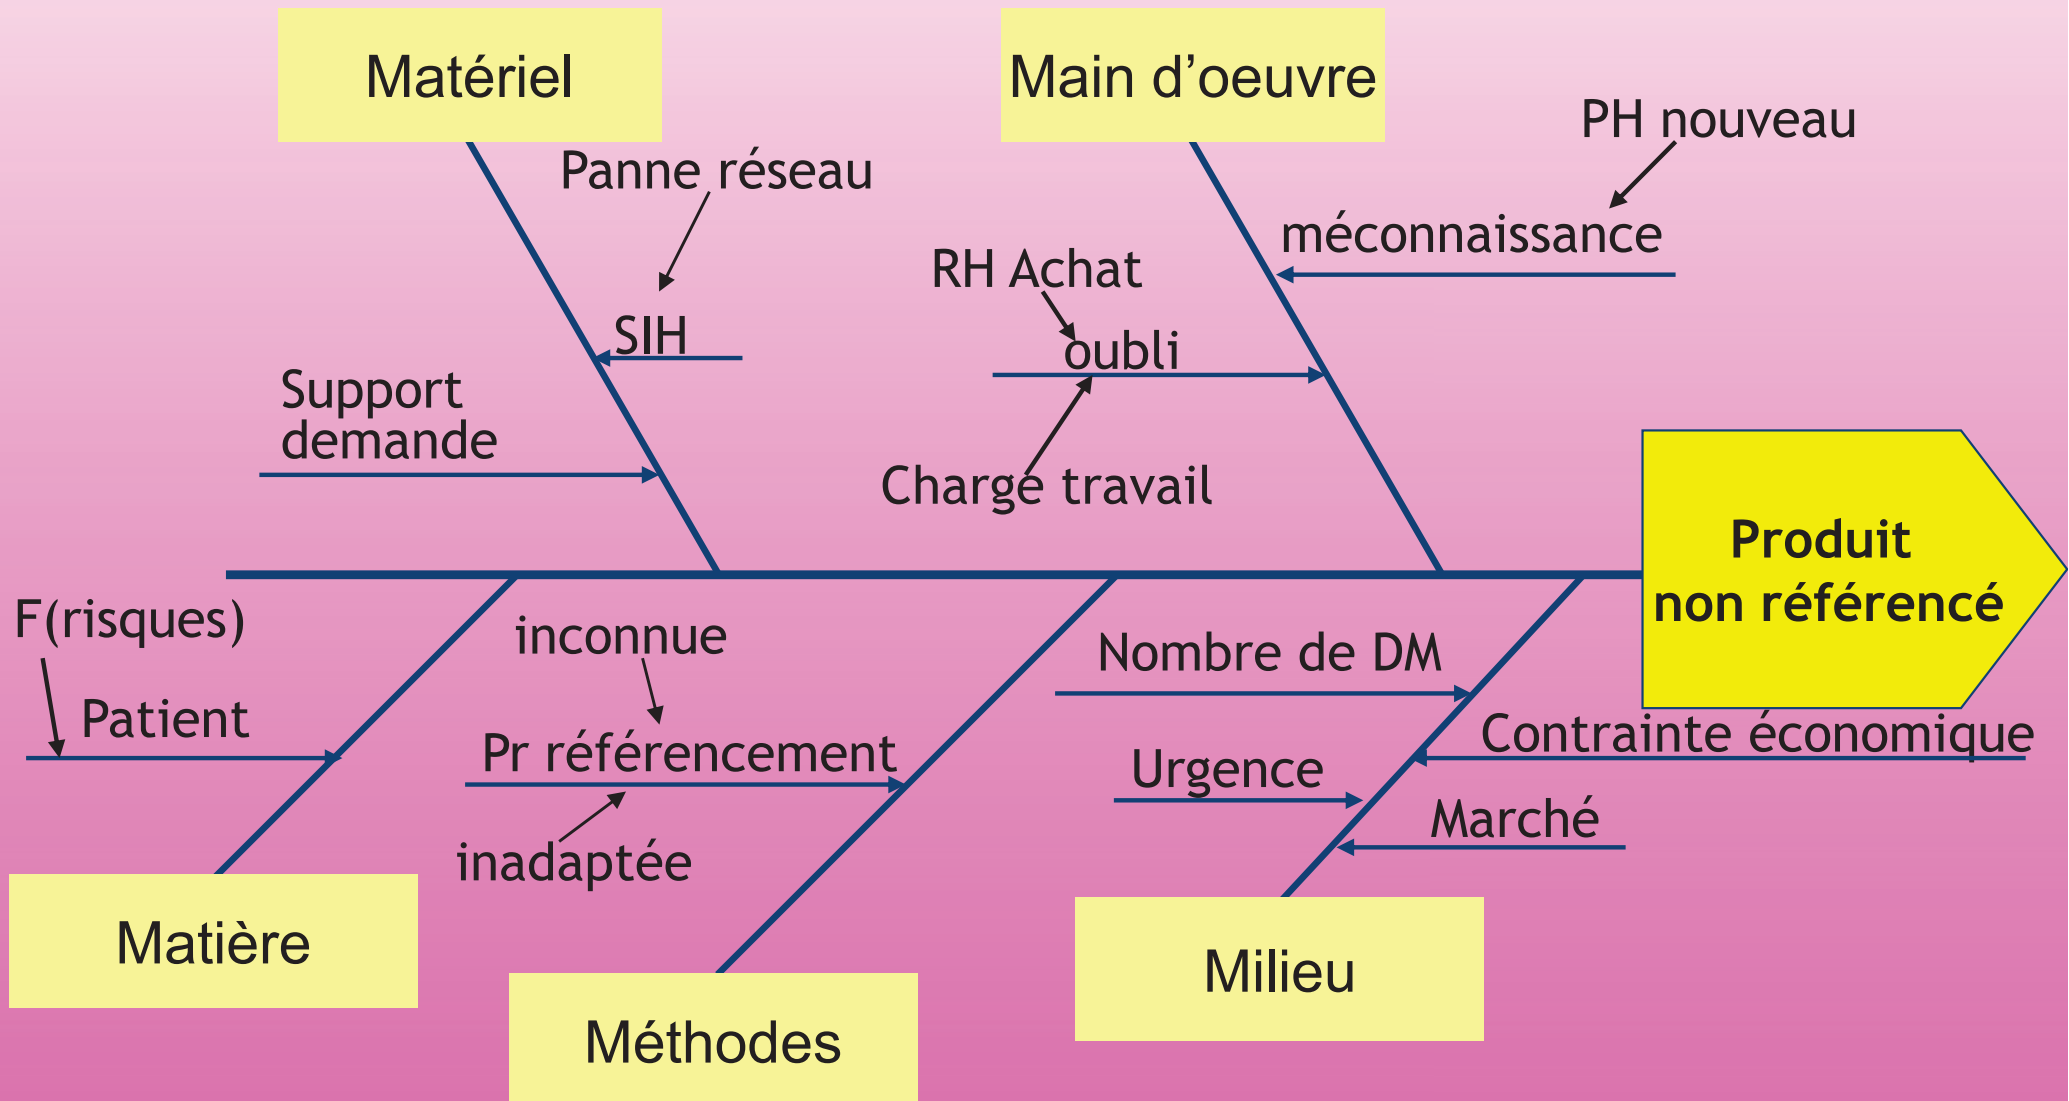 Matériel
Main d’oeuvre
PH nouveau
Panne réseau
méconnaissance
RH Achat
SIH
oubli
Support
demande
Charge travail
Produit
non référencé
F(risques)
inconnue
Nombre de DM
Patient
Pr référencement
Contrainte économique
Urgence
Marché
inadaptée
Matière
Milieu
Méthodes